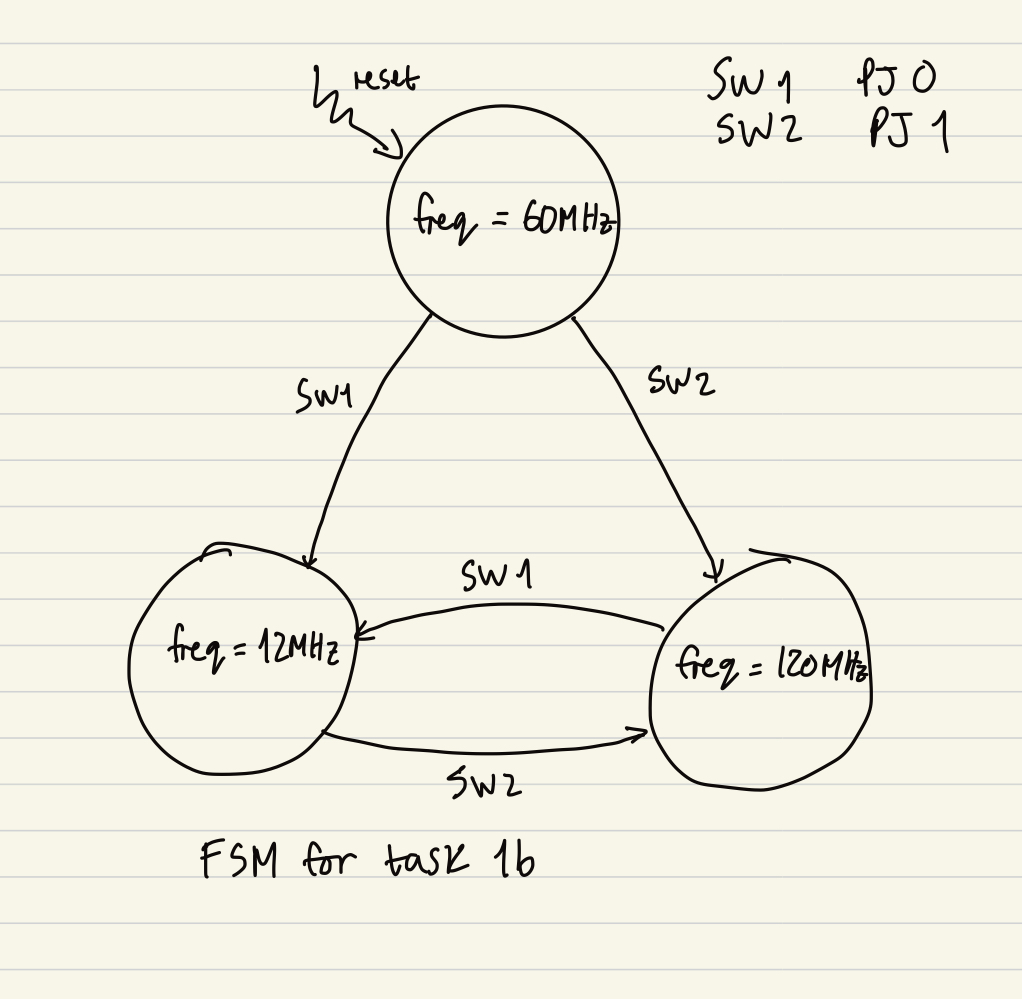 reset
SW1 PJ0
SW2 PJ1
freq = 60MHz
SW1
SW2
SW1
freq = 12MHz
freq = 120MHz
SW2
FSM for task 1b